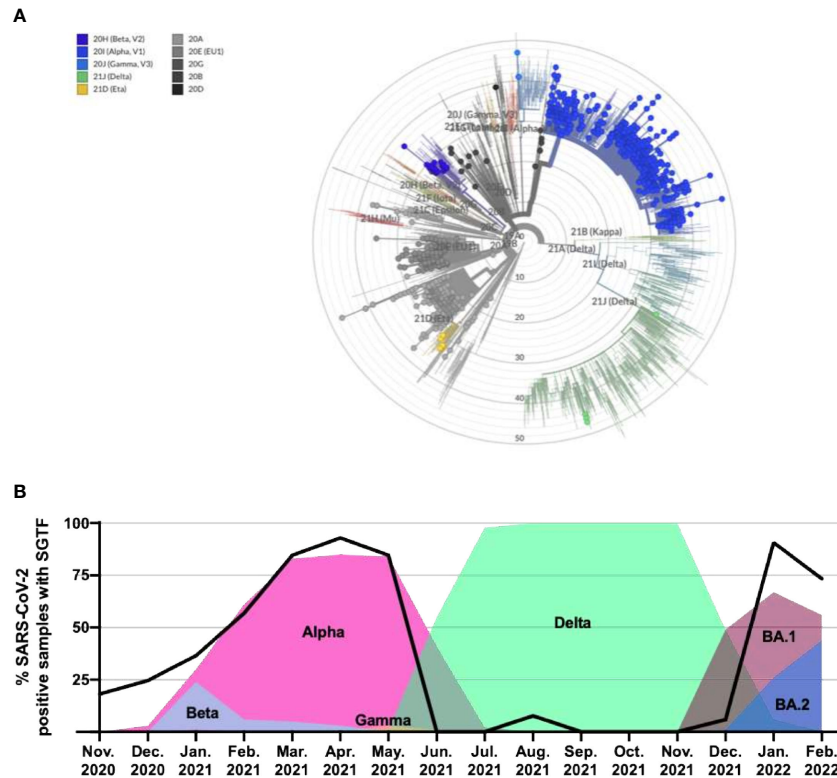 A
20H (Beta, V2)
20I (Alpha, V1)
20J (Gamma, V3)
21J (Delta)
21D (Eta)
20A
20E (EU1)
20G
20B
20D
20J (Gamma, V3)
20H (Beta, V2)
21F (Iota)
21C (Epsilon)
21H (Mu)
21B (Kappa)
21A (Delta)
21I (Delta)
21J (Delta)
21D (Eta)
19A
0
10
20
30
40
50
B
% SARS-CoV-2
positive samples with SGTF
100
75
50
25
Alpha
Beta
Gamma
Delta
BA.1
BA.2
Nov. Dec. Jan. Feb. Mar. Apr. May. Jun. Jul. Aug. Sep. Oct. Nov. Dec. Jan. Feb.
2020 2020 2021 2021 2021 2021 2021 2021 2021 2021 2021 2021 2021 2021 2022 2022